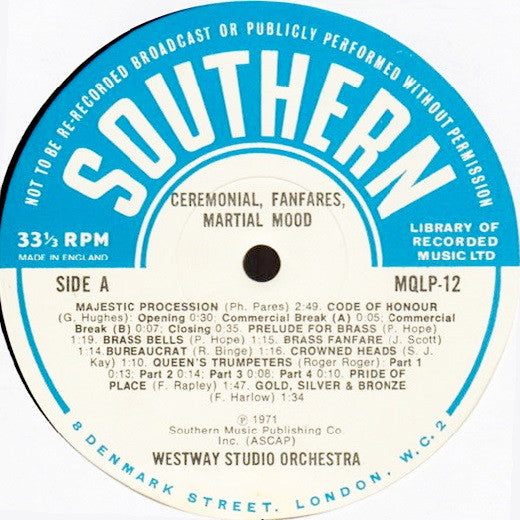 NOT TO BE RE-RECORDED BROADCAST OR PUBLICLY PERFORMED WITHOUT PERMISSION
SOUTHERN
CEREMONIAL, FANFARES,
MARTIAL MOOD
33⅓ RPM
MADE IN ENGLAND
LIBRARY OF
RECORDED
MUSIC LTD
SIDE A
MQLP-12
MAJESTIC PROCESSION (Ph. Pares) 2:49. CODE OF HONOUR
(G. Hughes): Opening 0:30; Commercial Break (A) 0:05; Commercial
Break (B) 0:07; Closing 0.35. PRELUDE FOR BRASS (P. Hope)
1:19. BRASS BELLS (P. Hope) 1:15. BRASS FANFARE (J. Scott)
1:14. BUREAUCRAT (R. Binge) 1:16. CROWNED HEADS (S. J.
Kay) 1:10. QUEEN'S TRUMPETERS (Roger Roger): Part 1
0:13; Part 2 0:14; Part 3 0:08; Part 4 0:10. PRIDE OF
PLACE (F. Rapley) 1:47. GOLD, SILVER & BRONZE
(F. Harlow) 1:34
Ⓟ 1971
Southern Music Publishing Co.
Inc. (ASCAP)
WESTWAY STUDIO ORCHESTRA
8 DENMARK STREET, LONDON, W.C.2